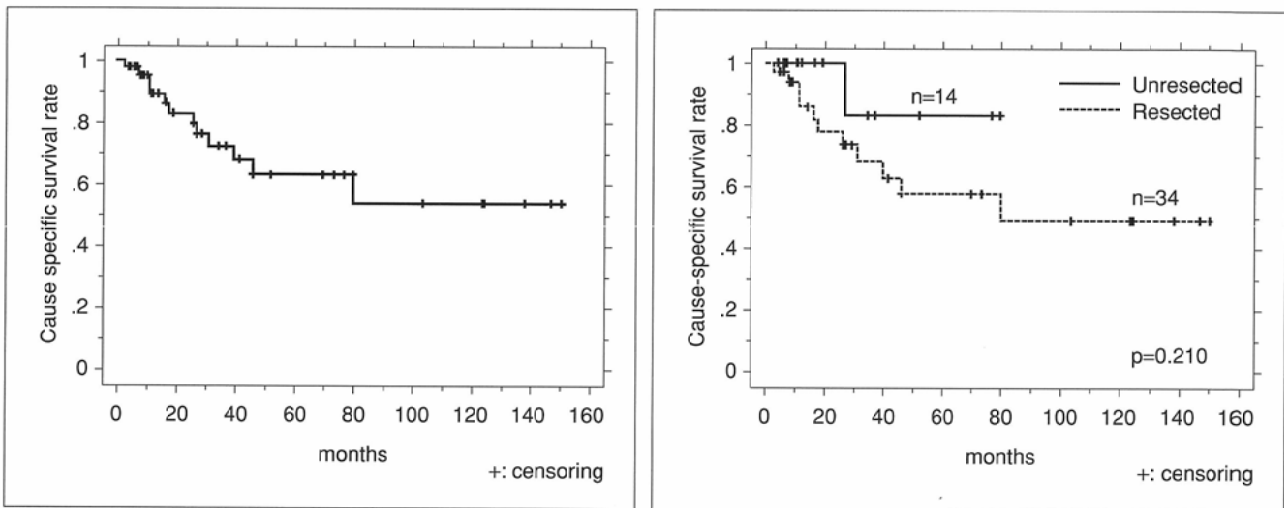 Cause specific survival rate
1
.8
.6
.4
.2
0
0 20 40 60 80 100 120 140 160
months
+: censoring
Cause-specific survival rate
1
.8
.6
.4
.2
0
Unresected
Resected
n=14
n=34
p=0.210
0 20 40 60 80 100 120 140 160
months
+: censoring